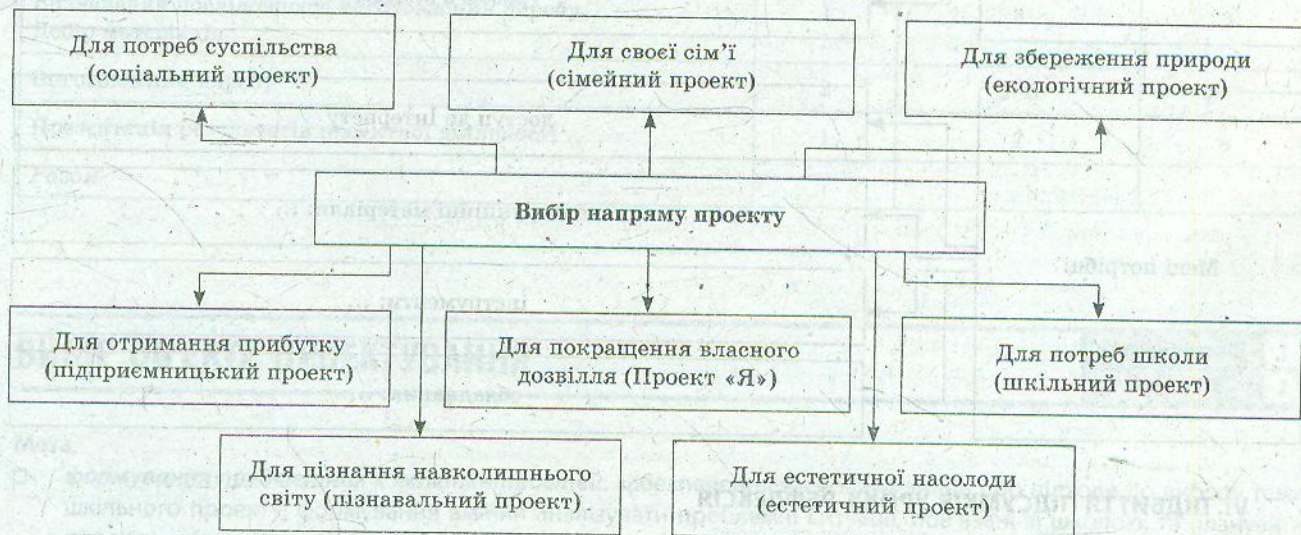 Для потреб суспільства
(соціальний проект)
Для своєї сім’ї
(сімейний проект)
Для збереження природи
(екологічний проект)
Вибір напряму проекту
Для отримання прибутку
(підприємницький проект)
Для покращення власного
дозвілля (Проект «Я»)
Для потреб школи
(шкільний проект)
Для пізнання навколишнього
світу (пізнавальний проект)
Для естетичної насолоди
(естетичний проект)